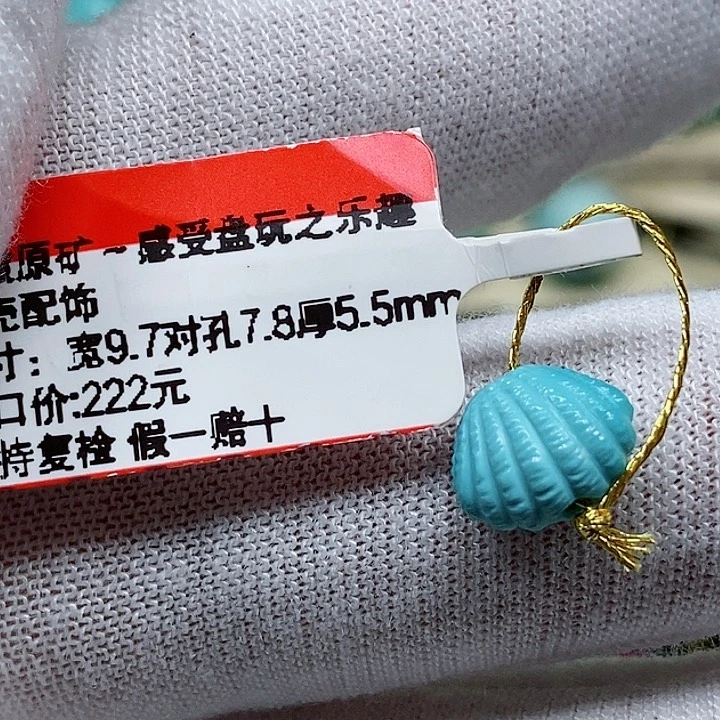 原矿~感受盘玩之乐趣
壳配饰
寸：宽9.7对孔7.8厚5.5mm
口价:222元
持复检 假一赔十